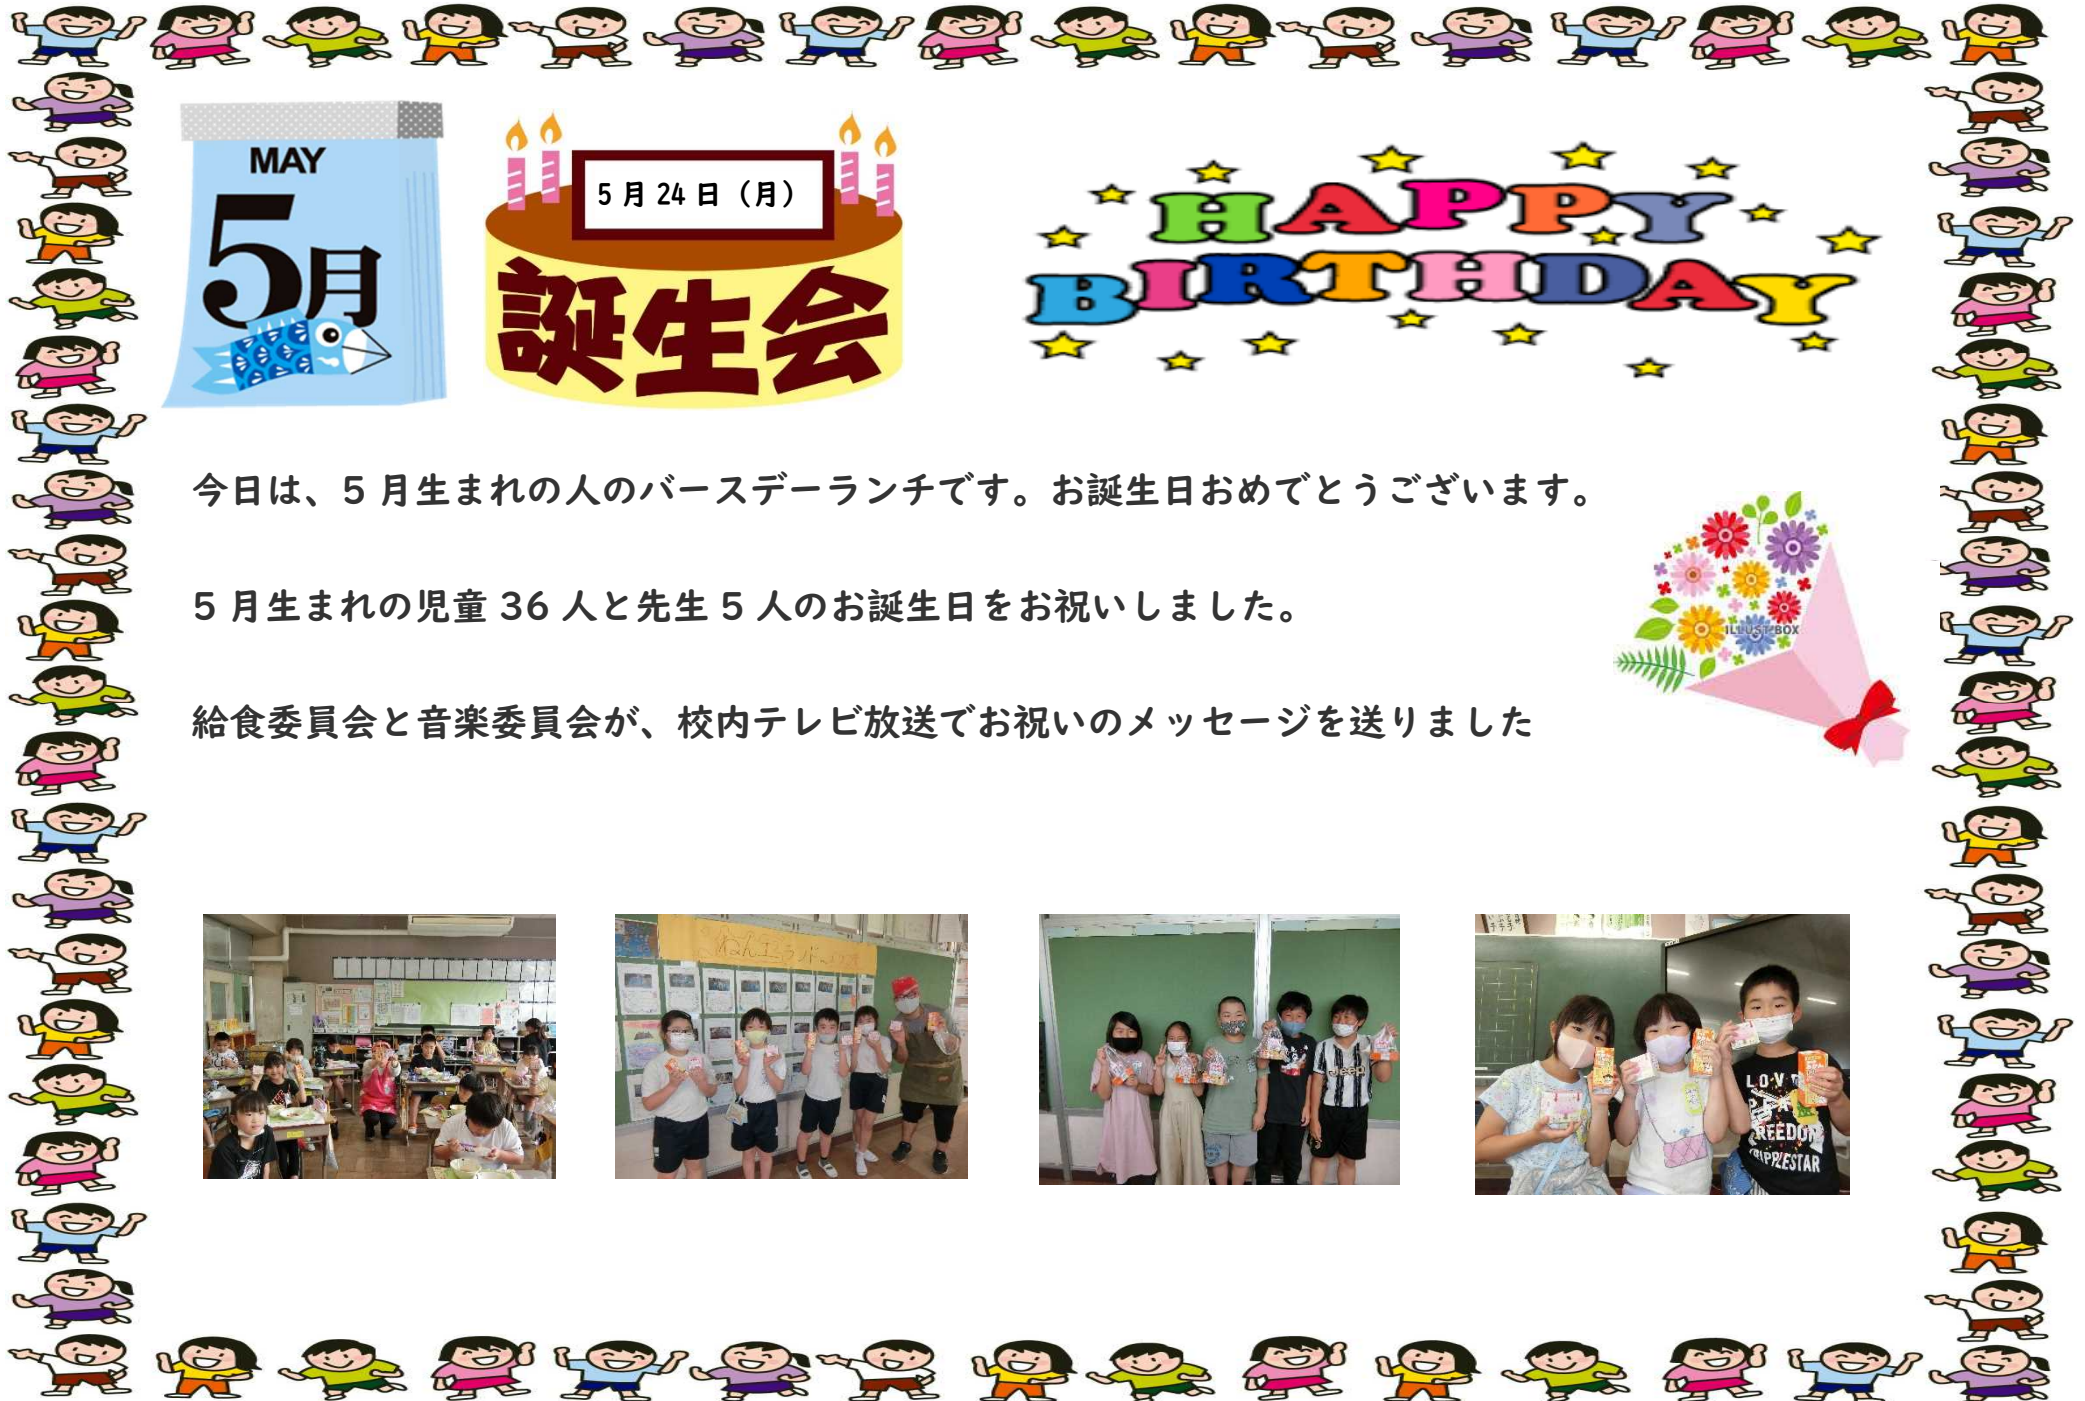 MAY
5月
5月24日（月）
誕生会
HAPPY
BIRTHDAY
今日は、5月生まれの人のバースデーランチです。お誕生日おめでとうございます。
5月生まれの児童36人と先生5人のお誕生日をお祝いしました。
ILLUST BOX
給食委員会と音楽委員会が、校内テレビ放送でお祝いのメッセージを送りました
Jeep
LOVE
FREEDOM